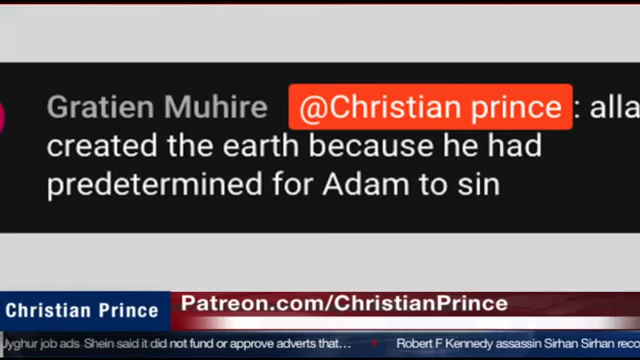 Gratien Muhire @Christian prince : alla
created the earth because he had
predetermined for Adam to sin
Christian Prince
Patreon.com/ChristianPrince
Jyghur job ads Shein said it did not fund or approve adverts that... Robert F Kennedy assassin Sirhan Sirhan reco